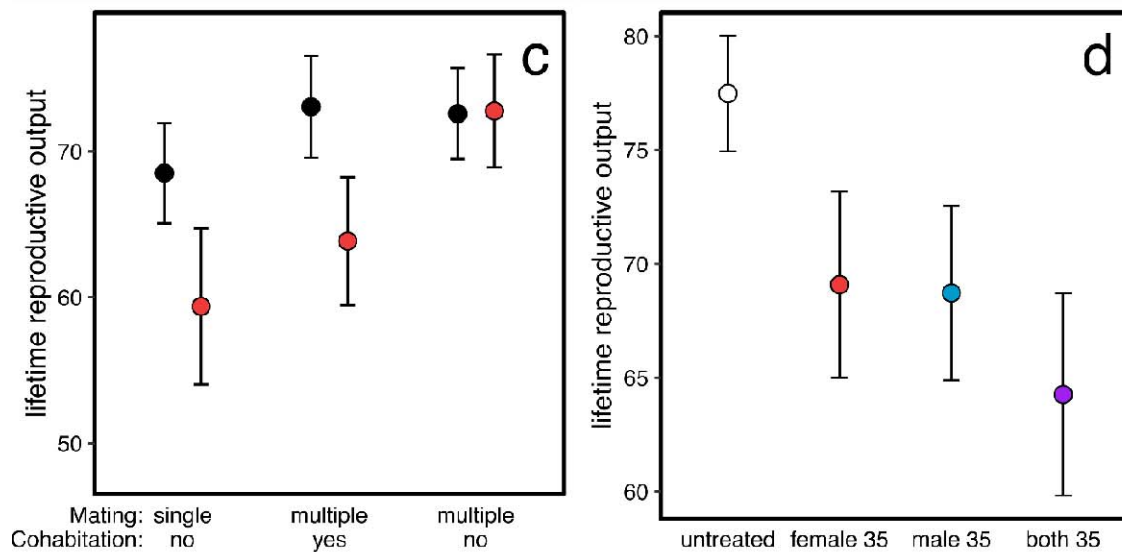 c
lifetime reproductive output
70
60
50
Mating: single multiple multiple
Cohabitation: no yes no
d
lifetime reproductive output
80
75
70
65
60
untreated female 35 male 35 both 35